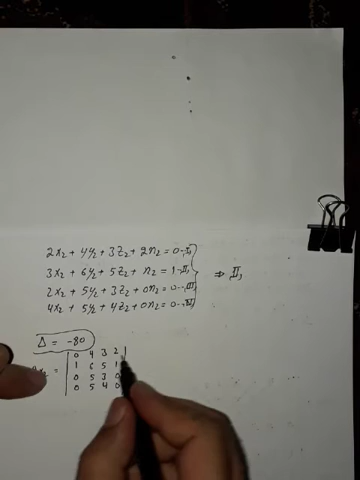 2x₂ + 4y₂ + 3z₂ + 2n₂ = 0 -I,
3x₂ + 6y₂ + 5z₂ + n₂ = 1 -II, ⇒ II,
2x₂ + 5y₂ + 3z₂ + 0n₂ = 0 -III,
4x₂ + 5y₂ + 4z₂ + 0n₂ = 0 -IV,
Δ = -80
x₂ = | 0 4 3 2 |
1 6 5 1
0 5 3 0
0 5 4 0